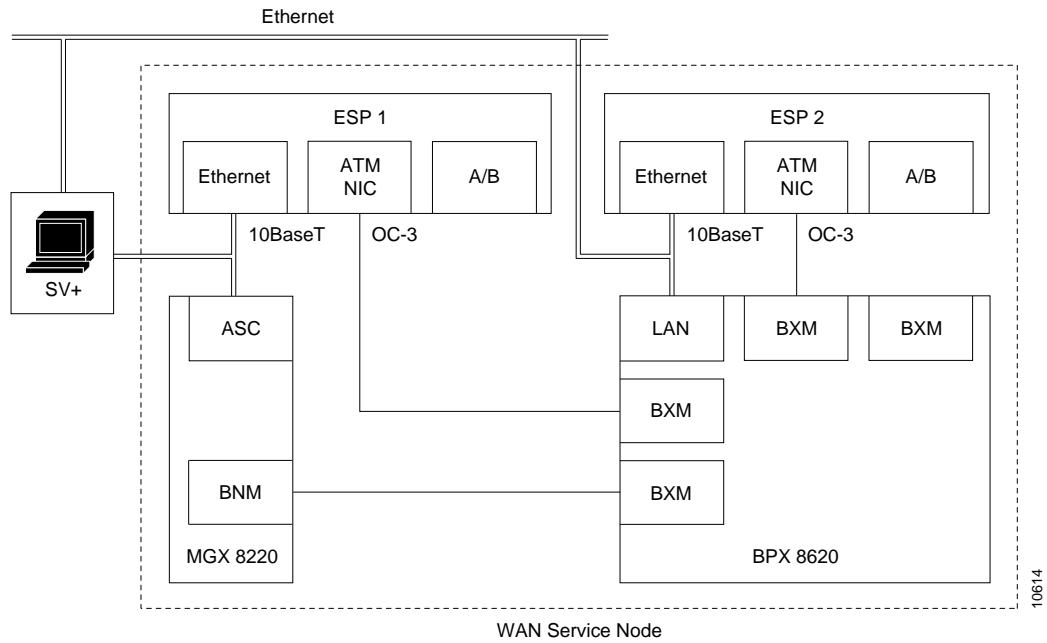 Ethernet
ESP 1
ESP 2
Ethernet
ATM
NIC
A/B
Ethernet
ATM
NIC
A/B
10BaseT
OC-3
10BaseT
OC-3
SV+
ASC
LAN
BXM
BXM
BXM
BNM
BXM
MGX 8220
BPX 8620
10614
WAN Service Node